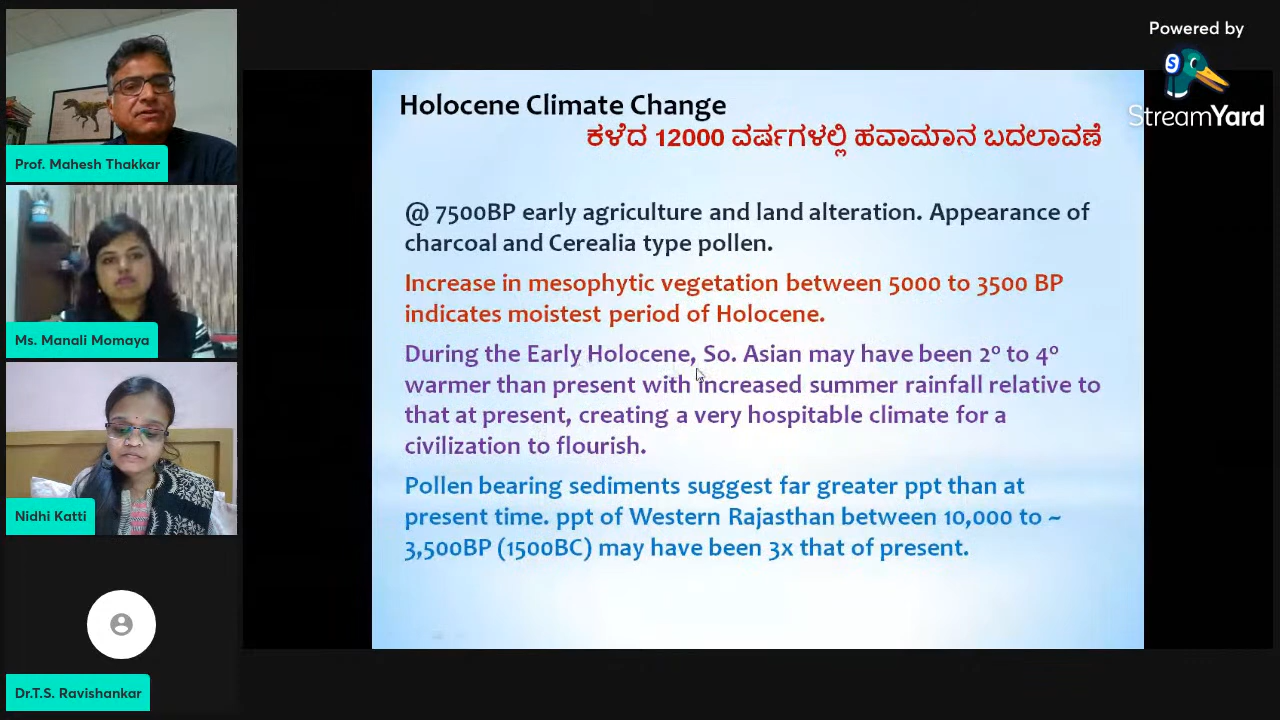 Prof. Mahesh Thakkar
Ms. Manali Momaya
Nidhi Katti
Dr.T.S. Ravishankar
Holocene Climate Change
ಕಳೆದ 12000 ವರ್ಷಗಳಲ್ಲಿ ಹವಾಮಾನ ಬದಲಾವಣೆ
@ 7500BP early agriculture and land alteration. Appearance of
charcoal and Cerealia type pollen.
Increase in mesophytic vegetation between 5000 to 3500 BP
indicates moistest period of Holocene.
During the Early Holocene, So. Asian may have been 2° to 4°
warmer than present with increased summer rainfall relative to
that at present, creating a very hospitable climate for a
civilization to flourish.
Pollen bearing sediments suggest far greater ppt than at
present time. ppt of Western Rajasthan between 10,000 to ~
3,500BP (1500BC) may have been 3x that of present.
Powered by
S
StreamYard